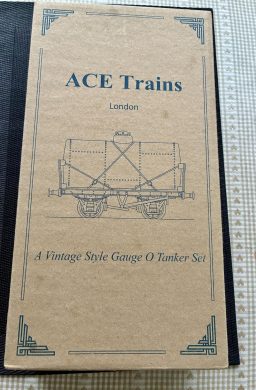 ACE Trains
London
A Vintage Style Gauge O Tanker Set